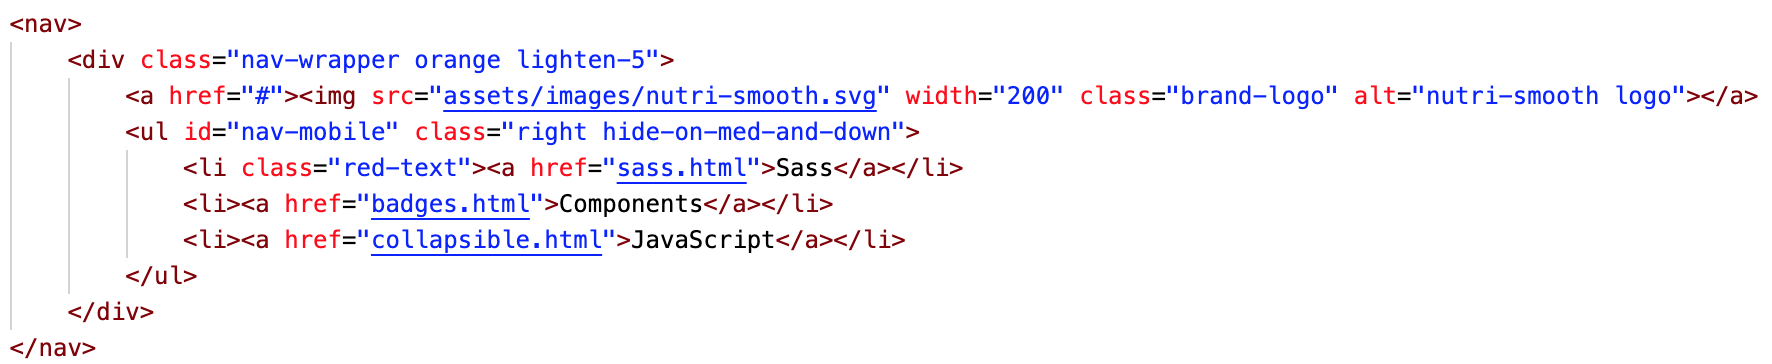 <nav>
<div class="nav-wrapper orange lighten-5">
<a href="#"><img src="assets/images/nutri-smooth.svg" width="200" class="brand-logo" alt="nutri-smooth logo"></a>
<ul id="nav-mobile" class="right hide-on-med-and-down">
<li class="red-text"><a href="sass.html">Sass</a></li>
<li><a href="badges.html">Components</a></li>
<li><a href="collapsible.html">JavaScript</a></li>
</ul>
</div>
</nav>